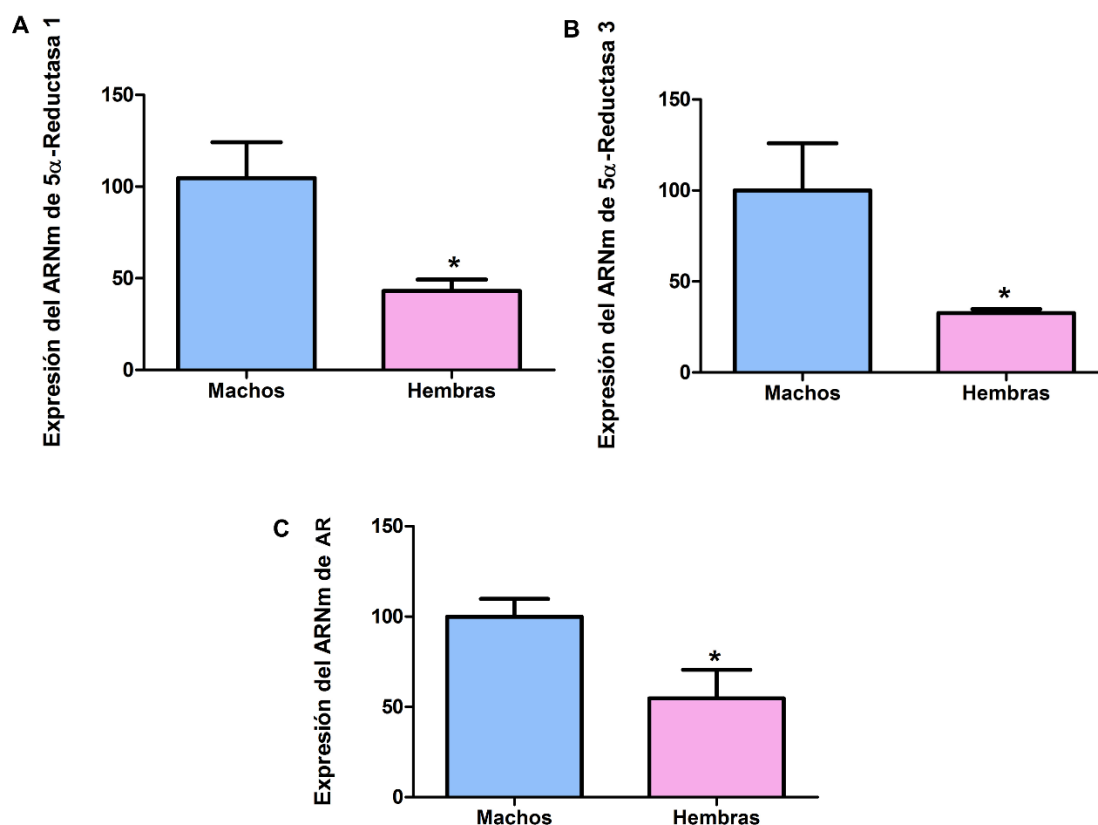 A
Expresión del ARNm de 5α-Reductasa 1
150
100
50
0
*
Machos
Hembras
B
Expresión del ARNm de 5α-Reductasa 3
150
100
50
0
*
Machos
Hembras
C
Expresión del ARNm de AR
150
100
50
0
*
Machos
Hembras